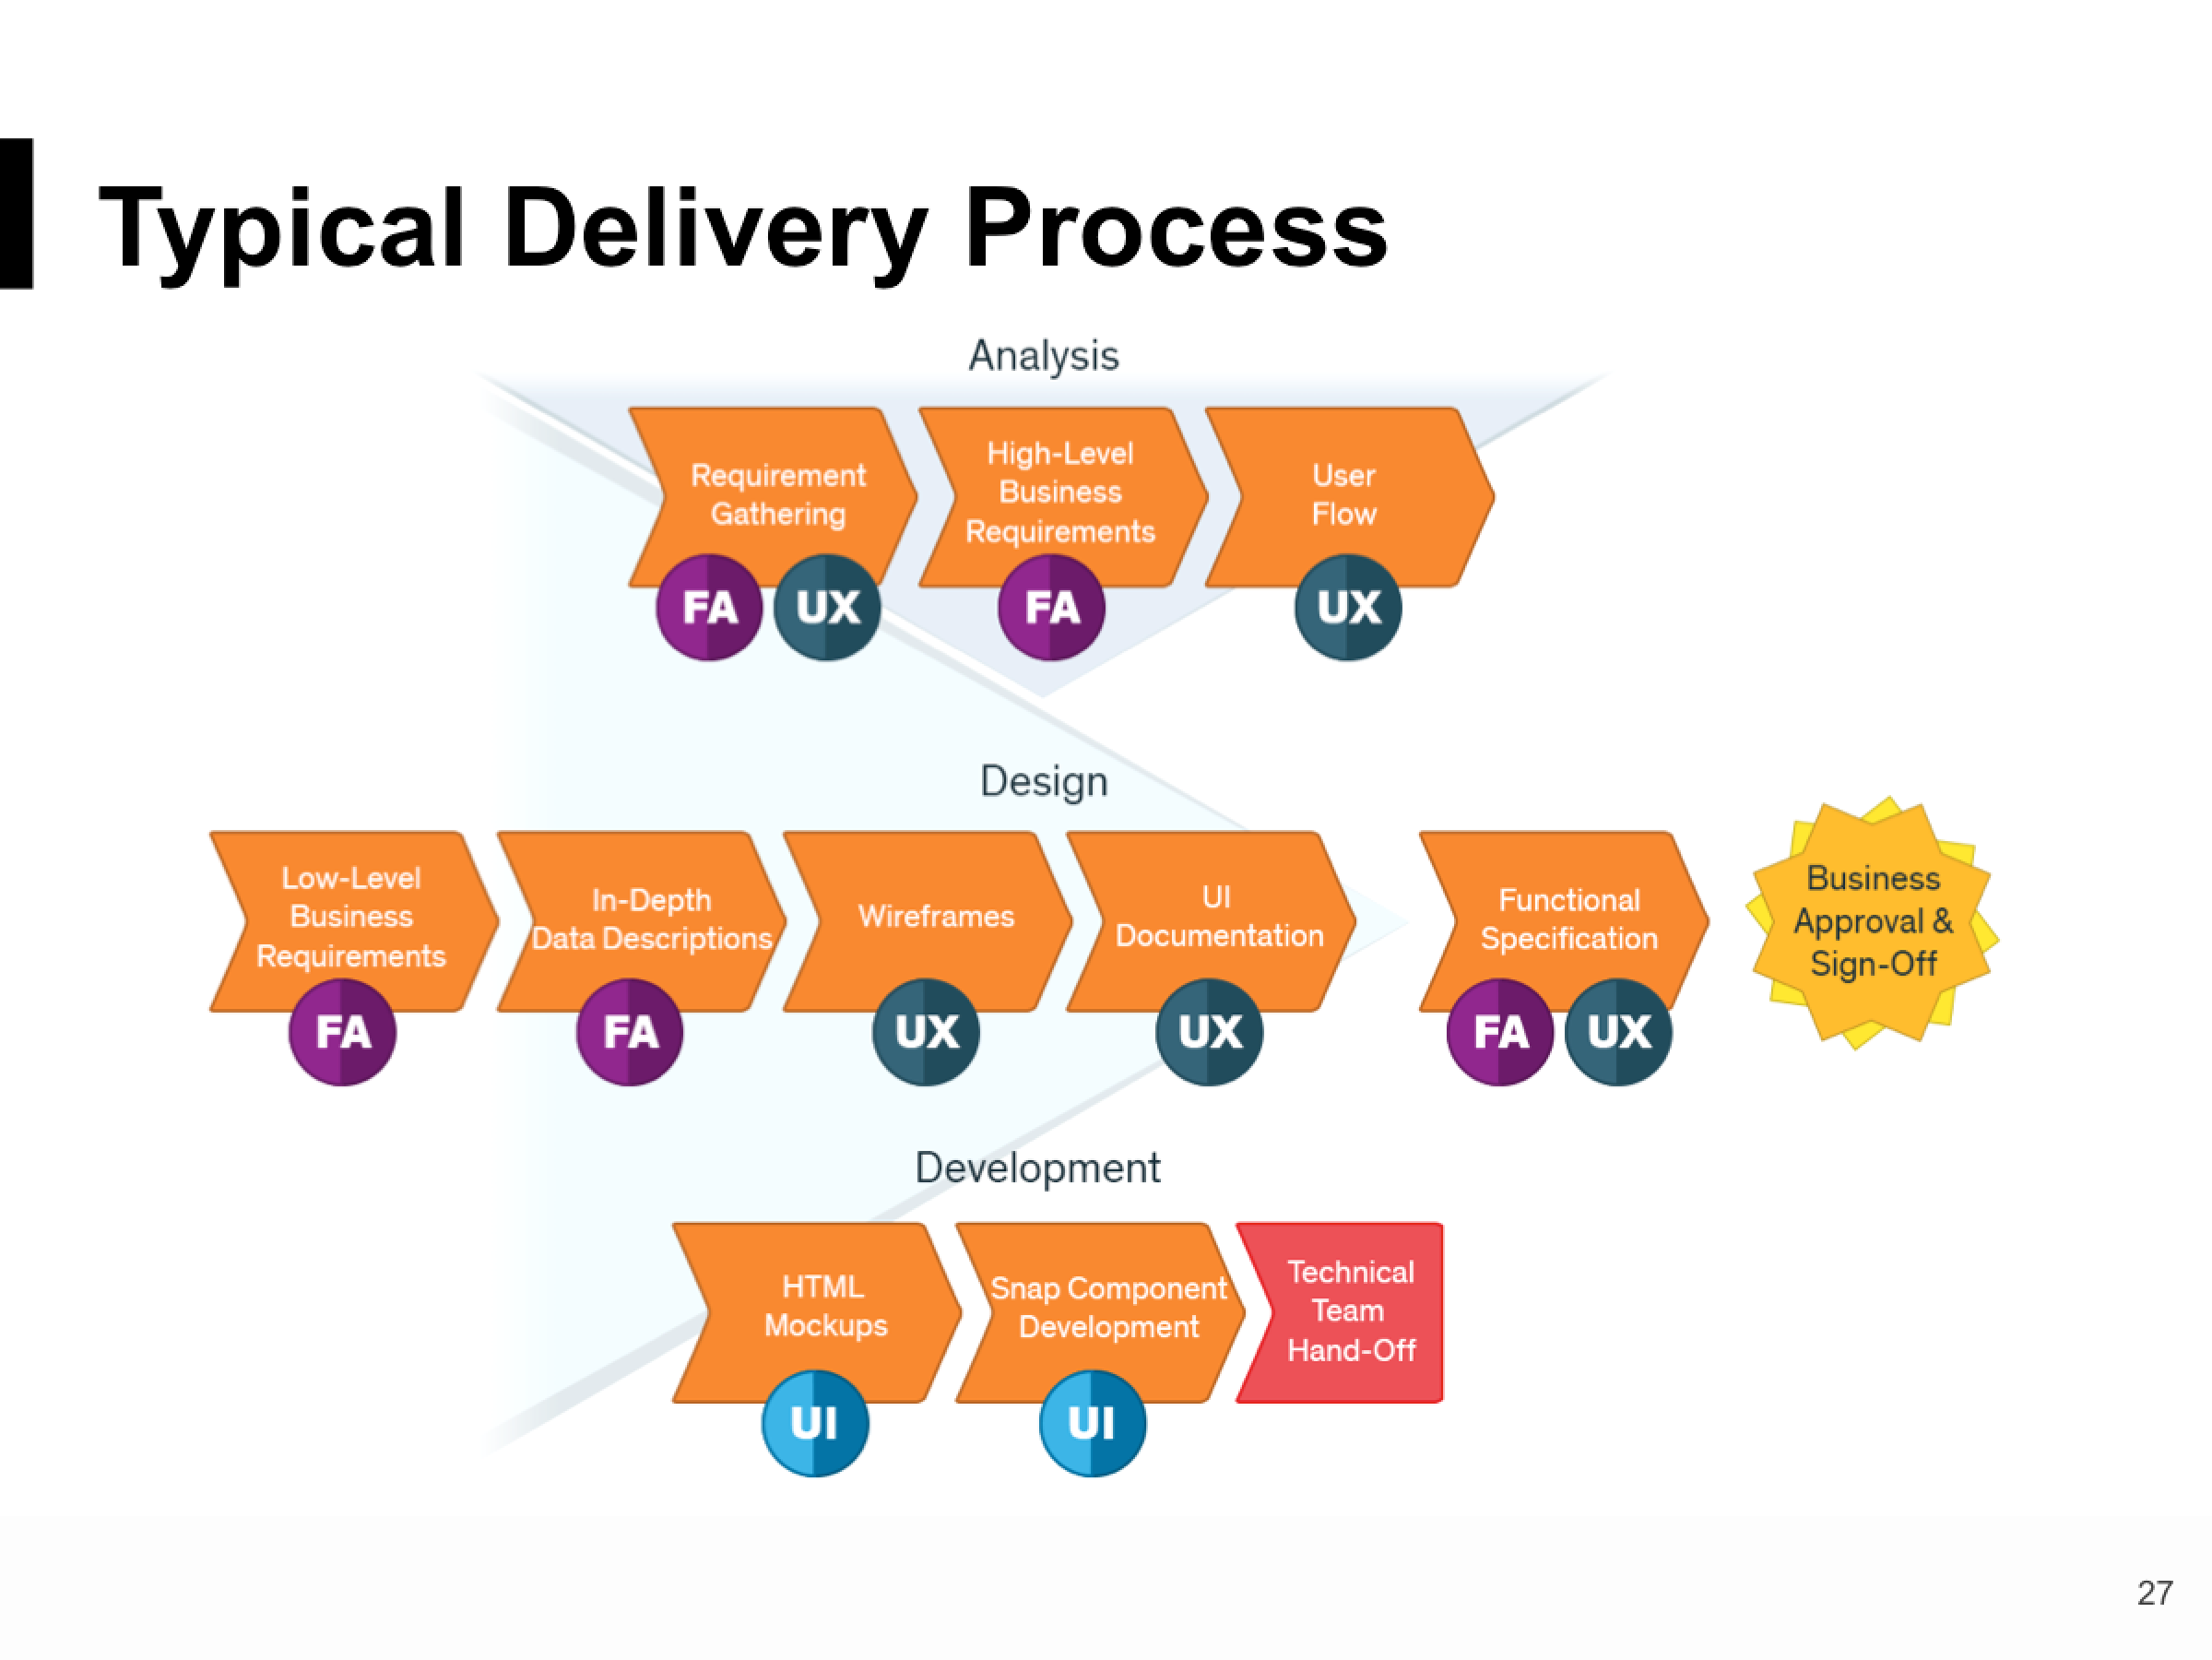 Typical Delivery Process
Analysis
Requirement
Gathering
FA
UX
High-Level
Business
Requirements
FA
User
Flow
UX
Design
Low-Level
Business
Requirements
FA
In-Depth
Data Descriptions
FA
Wireframes
UX
UI
Documentation
UX
Functional
Specification
FA
UX
Business
Approval &
Sign-Off
Development
HTML
Mockups
UI
Snap Component
Development
UI
Technical
Team
Hand-Off
27